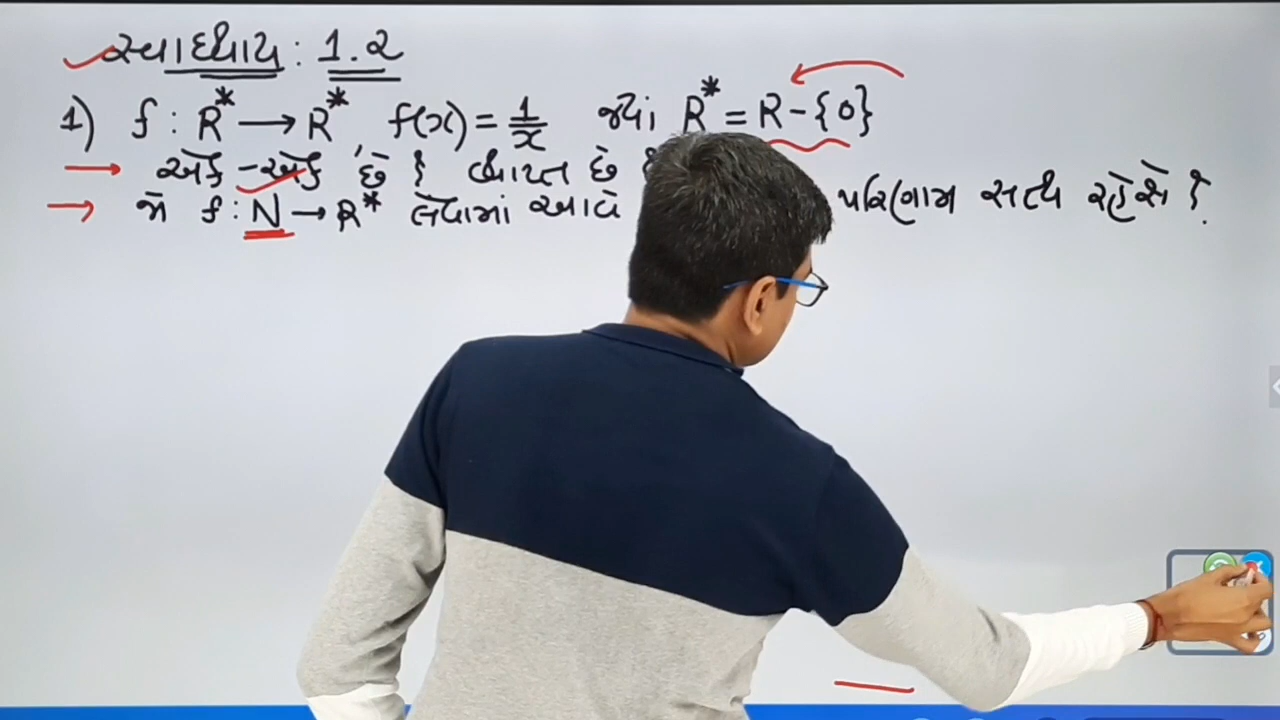 સ્વાધ્યાય : 1.2
1) f : R* → R*, f(x) = 1/x જ્યાં R* = R - {0}
→ એક - એક છે ? વ્યાપ્ત છે ?
→ જો f : N → R* લેવામાં આવે પરિણામ સત્ય રહેશે ?